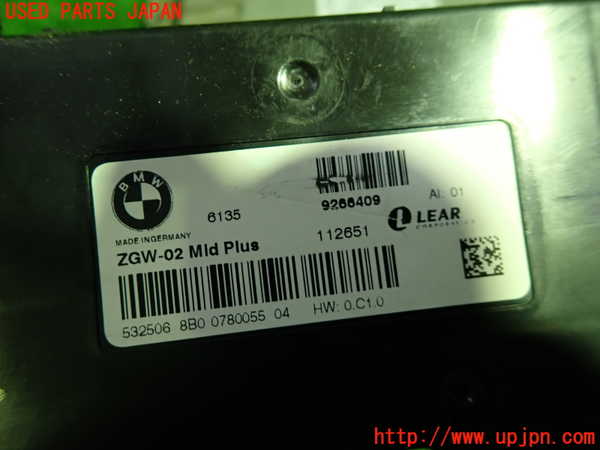 USED PARTS JAPAN
BMW
6135
9266409
AI: 01
MADE IN GERMANY
LEAR
CORPORATION
ZGW-02 Mid Plus
112651
532506 8B0 0780055 04
HW: 0.C1.0
http://www.upjpn.com/